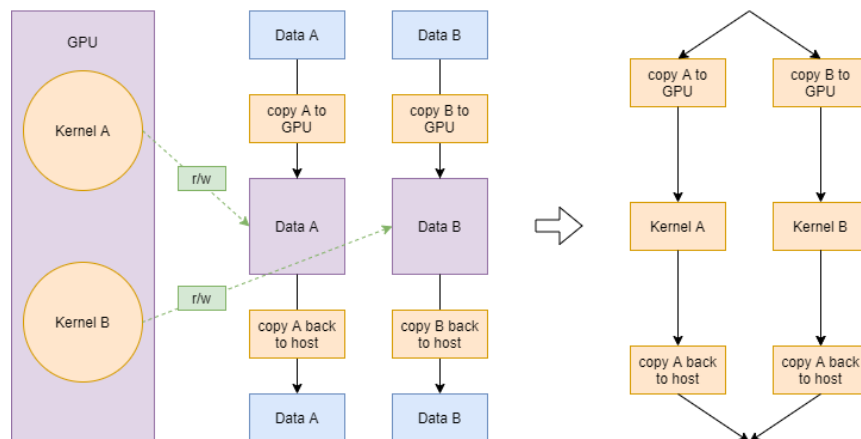 GPU
Kernel A
Kernel B
r/w
r/w
Data A
copy A to
GPU
Data A
copy A back
to host
Data A
Data B
copy B to
GPU
Data B
copy B back
to host
Data B
copy A to
GPU
Kernel A
copy A back
to host
copy B to
GPU
Kernel B
copy A back
to host